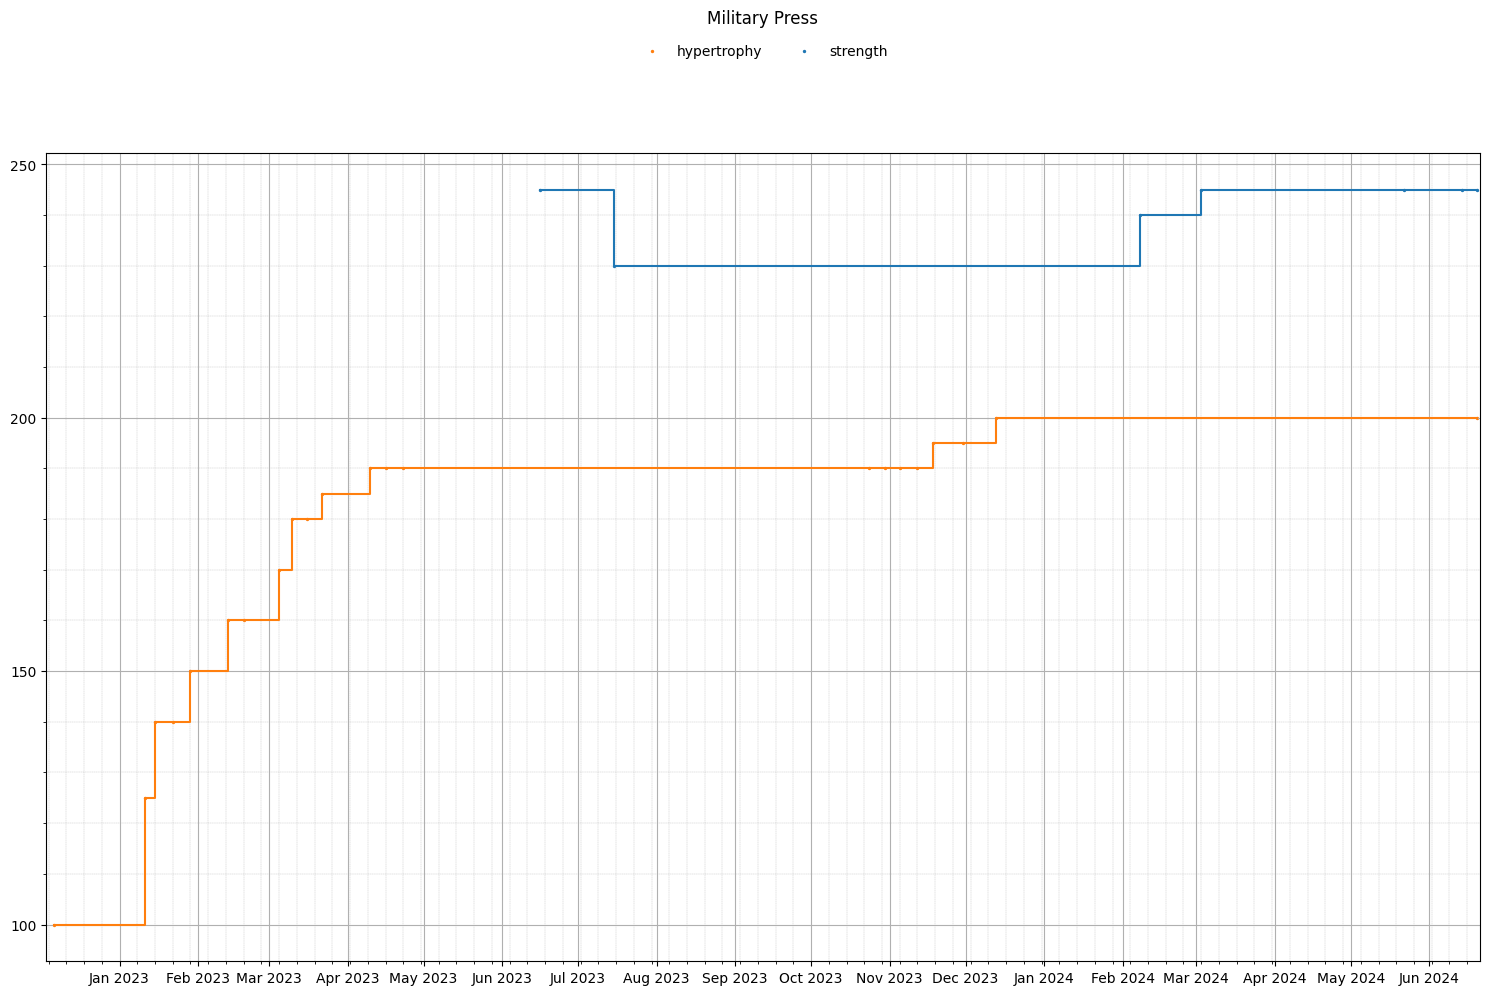 Military Press
hypertrophy strength
250
200
150
100
Jan 2023 Feb 2023 Mar 2023 Apr 2023 May 2023 Jun 2023 Jul 2023 Aug 2023 Sep 2023 Oct 2023 Nov 2023 Dec 2023 Jan 2024 Feb 2024 Mar 2024 Apr 2024 May 2024 Jun 2024